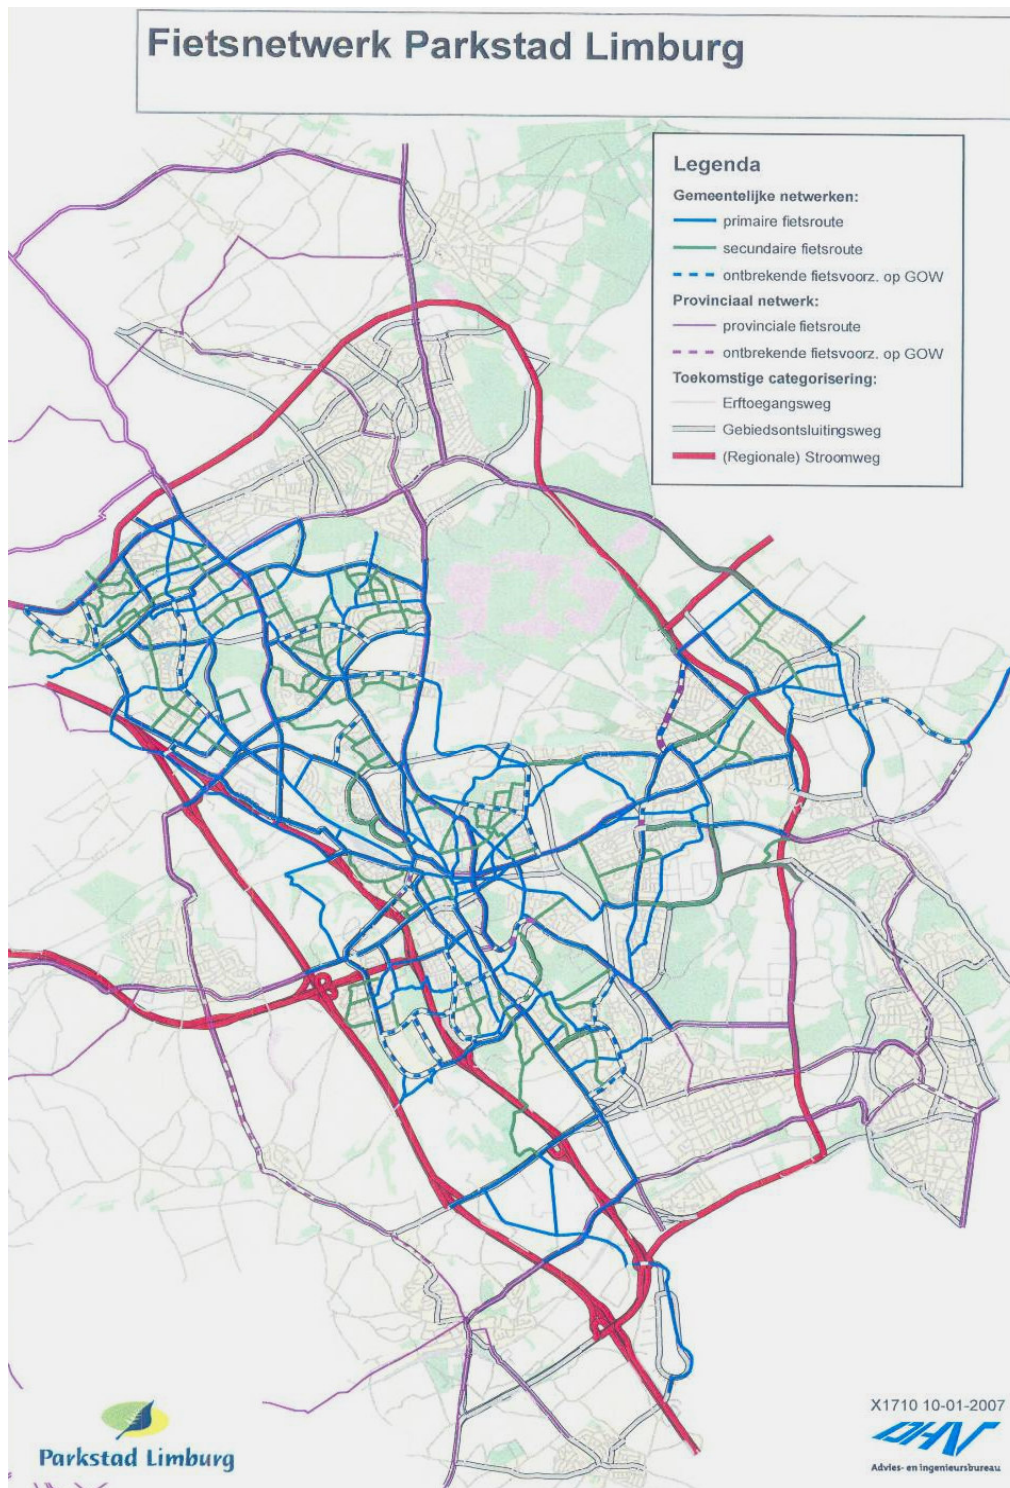 Fietsnetwerk Parkstad Limburg
Legenda
Gemeentelijke netwerken:
primaire fietsroute
secundaire fietsroute
ontbrekende fietsvoorz. op GOW
Provinciaal netwerk:
provinciale fietsroute
ontbrekende fietsvoorz. op GOW
Toekomstige categorisering:
Erftoegangsweg
Gebiedsontsluitingsweg
(Regionale) Stroomweg
X1710 10-01-2007
DHV
Advies- en ingenieursbureau
Parkstad Limburg